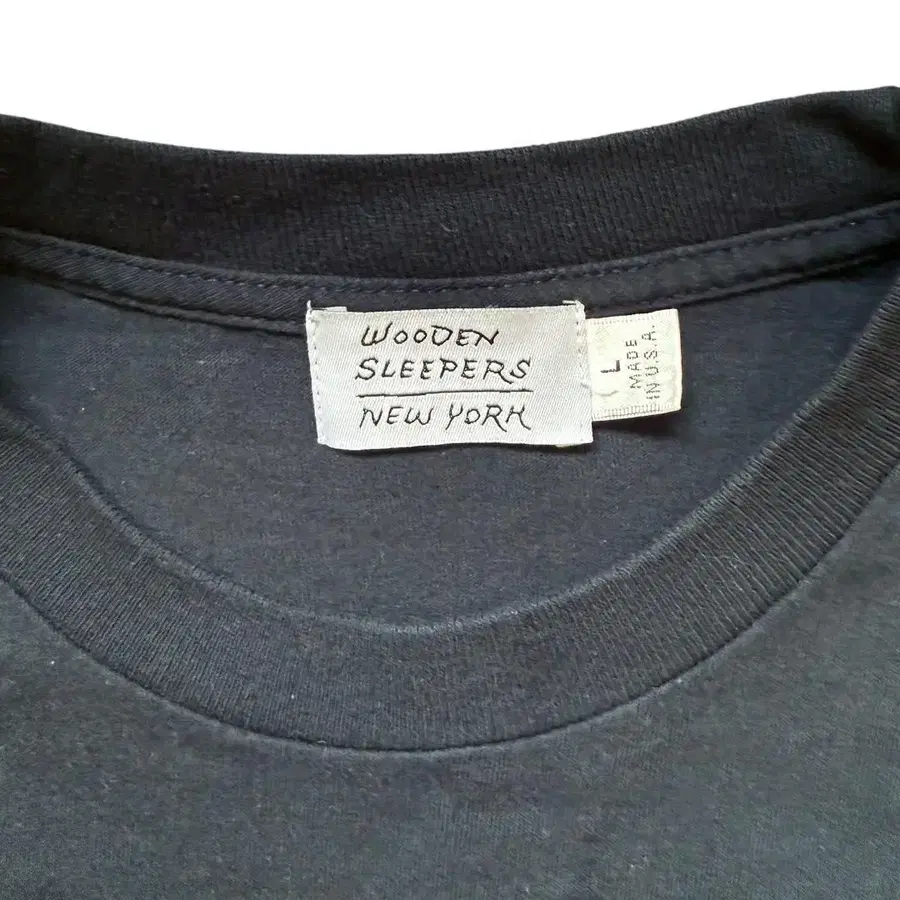 WOODEN
SLEEPERS
NEW YORK
L
MADE
IN U.S.A.